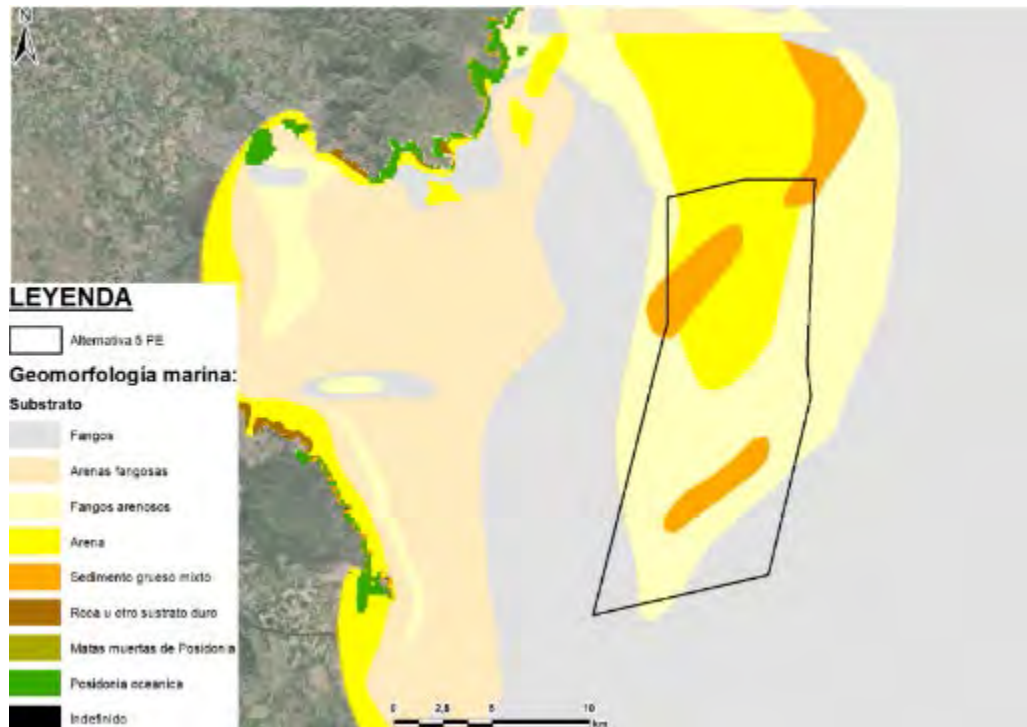 N
LEYENDA
Alternativa 5 PE
Geomorfología marina:
Substrato
Fangos
Arenas fangosas
Fangos arenosos
Arena
Sedimento grueso mixto
Roca u otro sustrato duro
Matas muertas de Posidonia
Posidonia oceanica
Indefinido
0 2,5 5 10
km